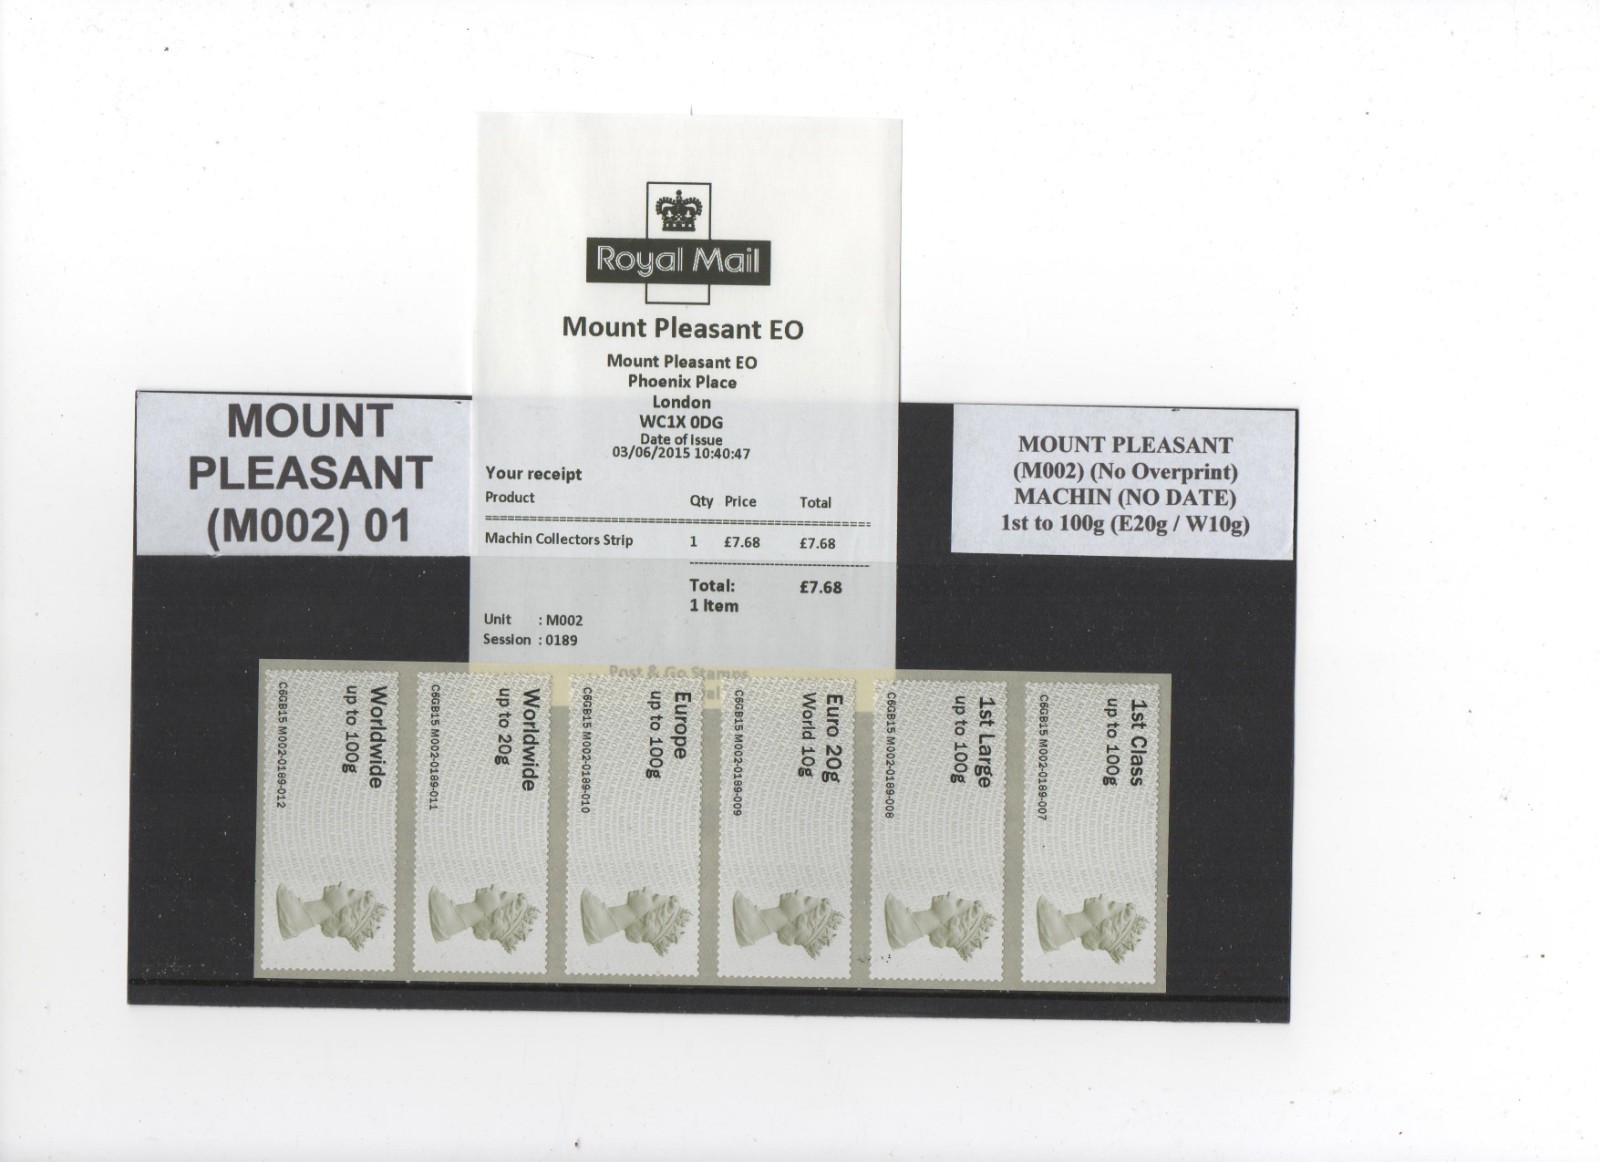 Royal Mail
Mount Pleasant EO
Mount Pleasant EO
Phoenix Place
London
WC1X 0DG
Date of Issue
03/06/2015 10:40:47
Your receipt
Product Qty Price Total
Machin Collectors Strip 1 £7.68 £7.68
Total: £7.68
1 Item
Unit : M002
Session : 0189
Post & Go Stamps
MOUNT
PLEASANT
(M002) 01
MOUNT PLEASANT
(M002) (No Overprint)
MACHIN (NO DATE)
1st to 100g (E20g / W10g)
Worldwide
up to 100g
C6GB15 M002-0189-012
Worldwide
up to 20g
C6GB15 M002-0189-011
Europe
up to 100g
C6GB15 M002-0189-010
Euro 20g
World 10g
C6GB15 M002-0189-009
1st Large
up to 100g
C6GB15 M002-0189-008
1st Class
up to 100g
C6GB15 M002-0189-007